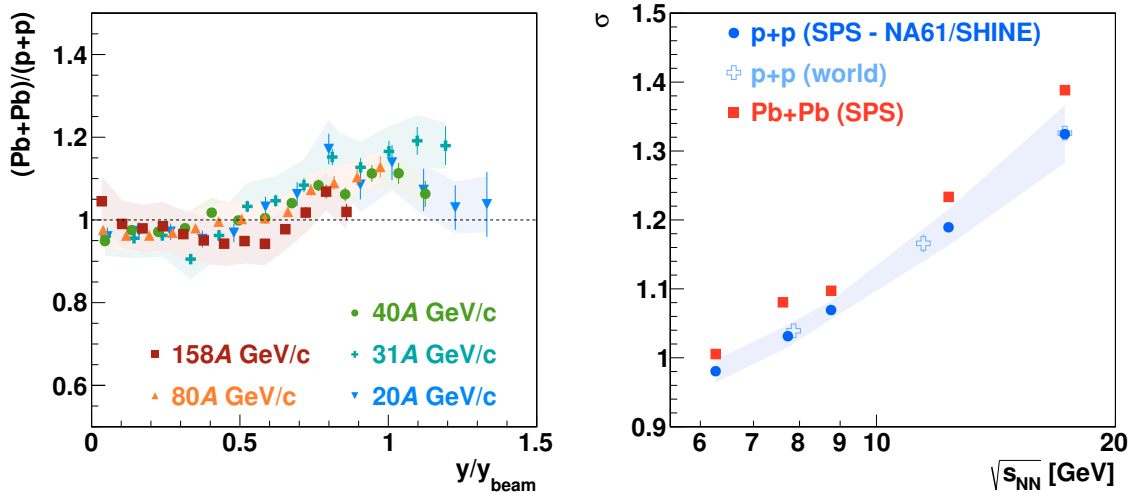 (Pb+Pb)/(p+p)
1.4
1.2
1
0.8
0.6
40A GeV/c
158A GeV/c
31A GeV/c
80A GeV/c
20A GeV/c
0
0.5
1
1.5
y/y_beam
σ
1.5
1.4
1.3
1.2
1.1
1
0.9
p+p (SPS - NA61/SHINE)
p+p (world)
Pb+Pb (SPS)
6
7
8
10
20
√s_NN [GeV]